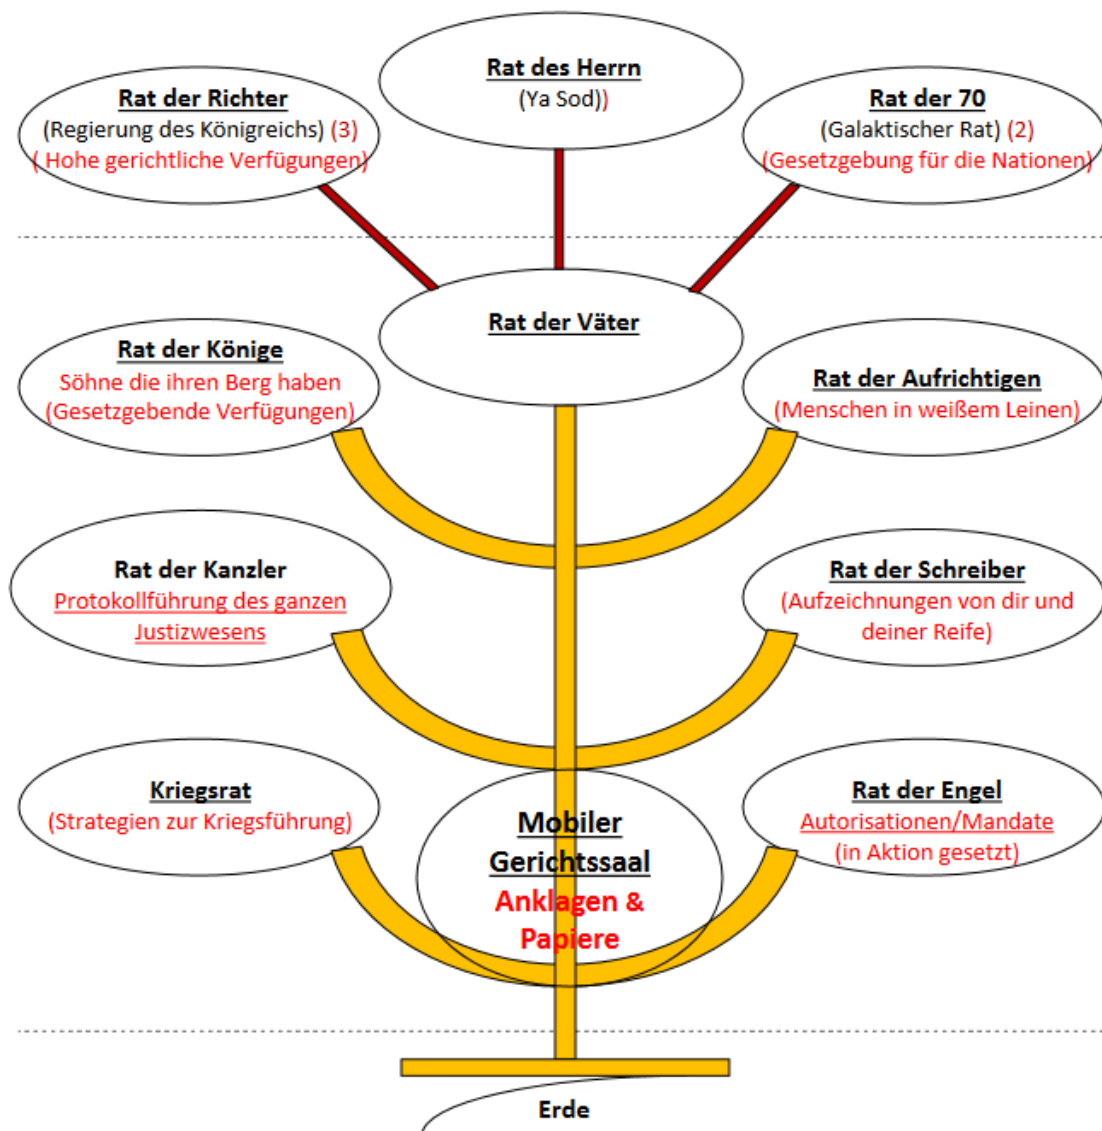 Rat des Herrn
(Ya Sod))
Rat der Richter
(Regierung des Königreichs) (3)
( Hohe gerichtliche Verfügungen)
Rat der 70
(Galaktischer Rat) (2)
(Gesetzgebung für die Nationen)
Rat der Väter
Rat der Könige
Söhne die ihren Berg haben
(Gesetzgebende Verfügungen)
Rat der Aufrichtigen
(Menschen in weißem Leinen)
Rat der Kanzler
Protokollführung des ganzen
Justizwesens
Rat der Schreiber
(Aufzeichnungen von dir und
deiner Reife)
Kriegsrat
(Strategien zur Kriegsführung)
Mobiler
Gerichtssaal
Anklagen &
Papiere
Rat der Engel
Autorisationen/Mandate
(in Aktion gesetzt)
Erde